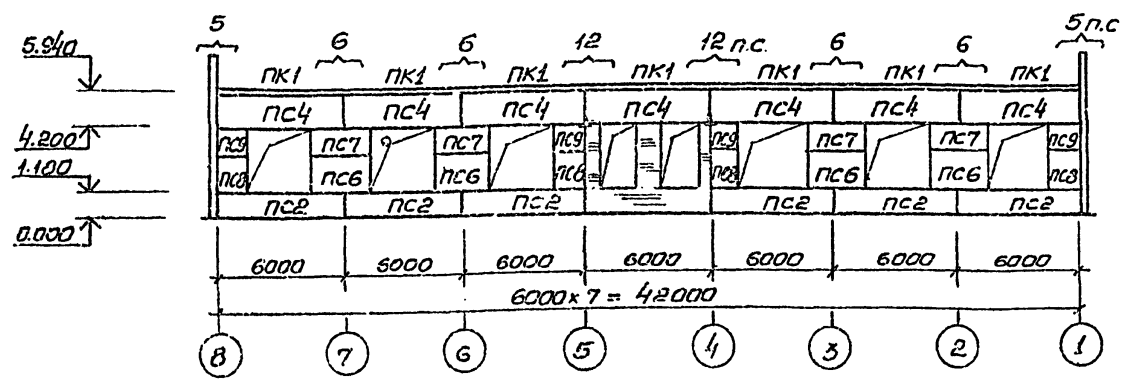 5 6 6 12 12 п.с. 6 6 5 п.с
5.940
ПК1 ПК1 ПК1 ПК1 ПК1 ПК1 ПК1
ПС4 ПС4 ПС4 ПС4 ПС4 ПС4 ПС4
4.200
ПС9 ПС7 ПС7 ПС9 ПС9 ПС7 ПС7 ПС9
1.100
ПС8 ПС6 ПС6 ПС8 ПС8 ПС6 ПС6 ПС8
ПС2 ПС2 ПС2 ПС2 ПС2 ПС2
0.000
6000 6000 6000 6000 6000 6000 6000
6000 × 7 = 42000
8 7 6 5 4 3 2 1